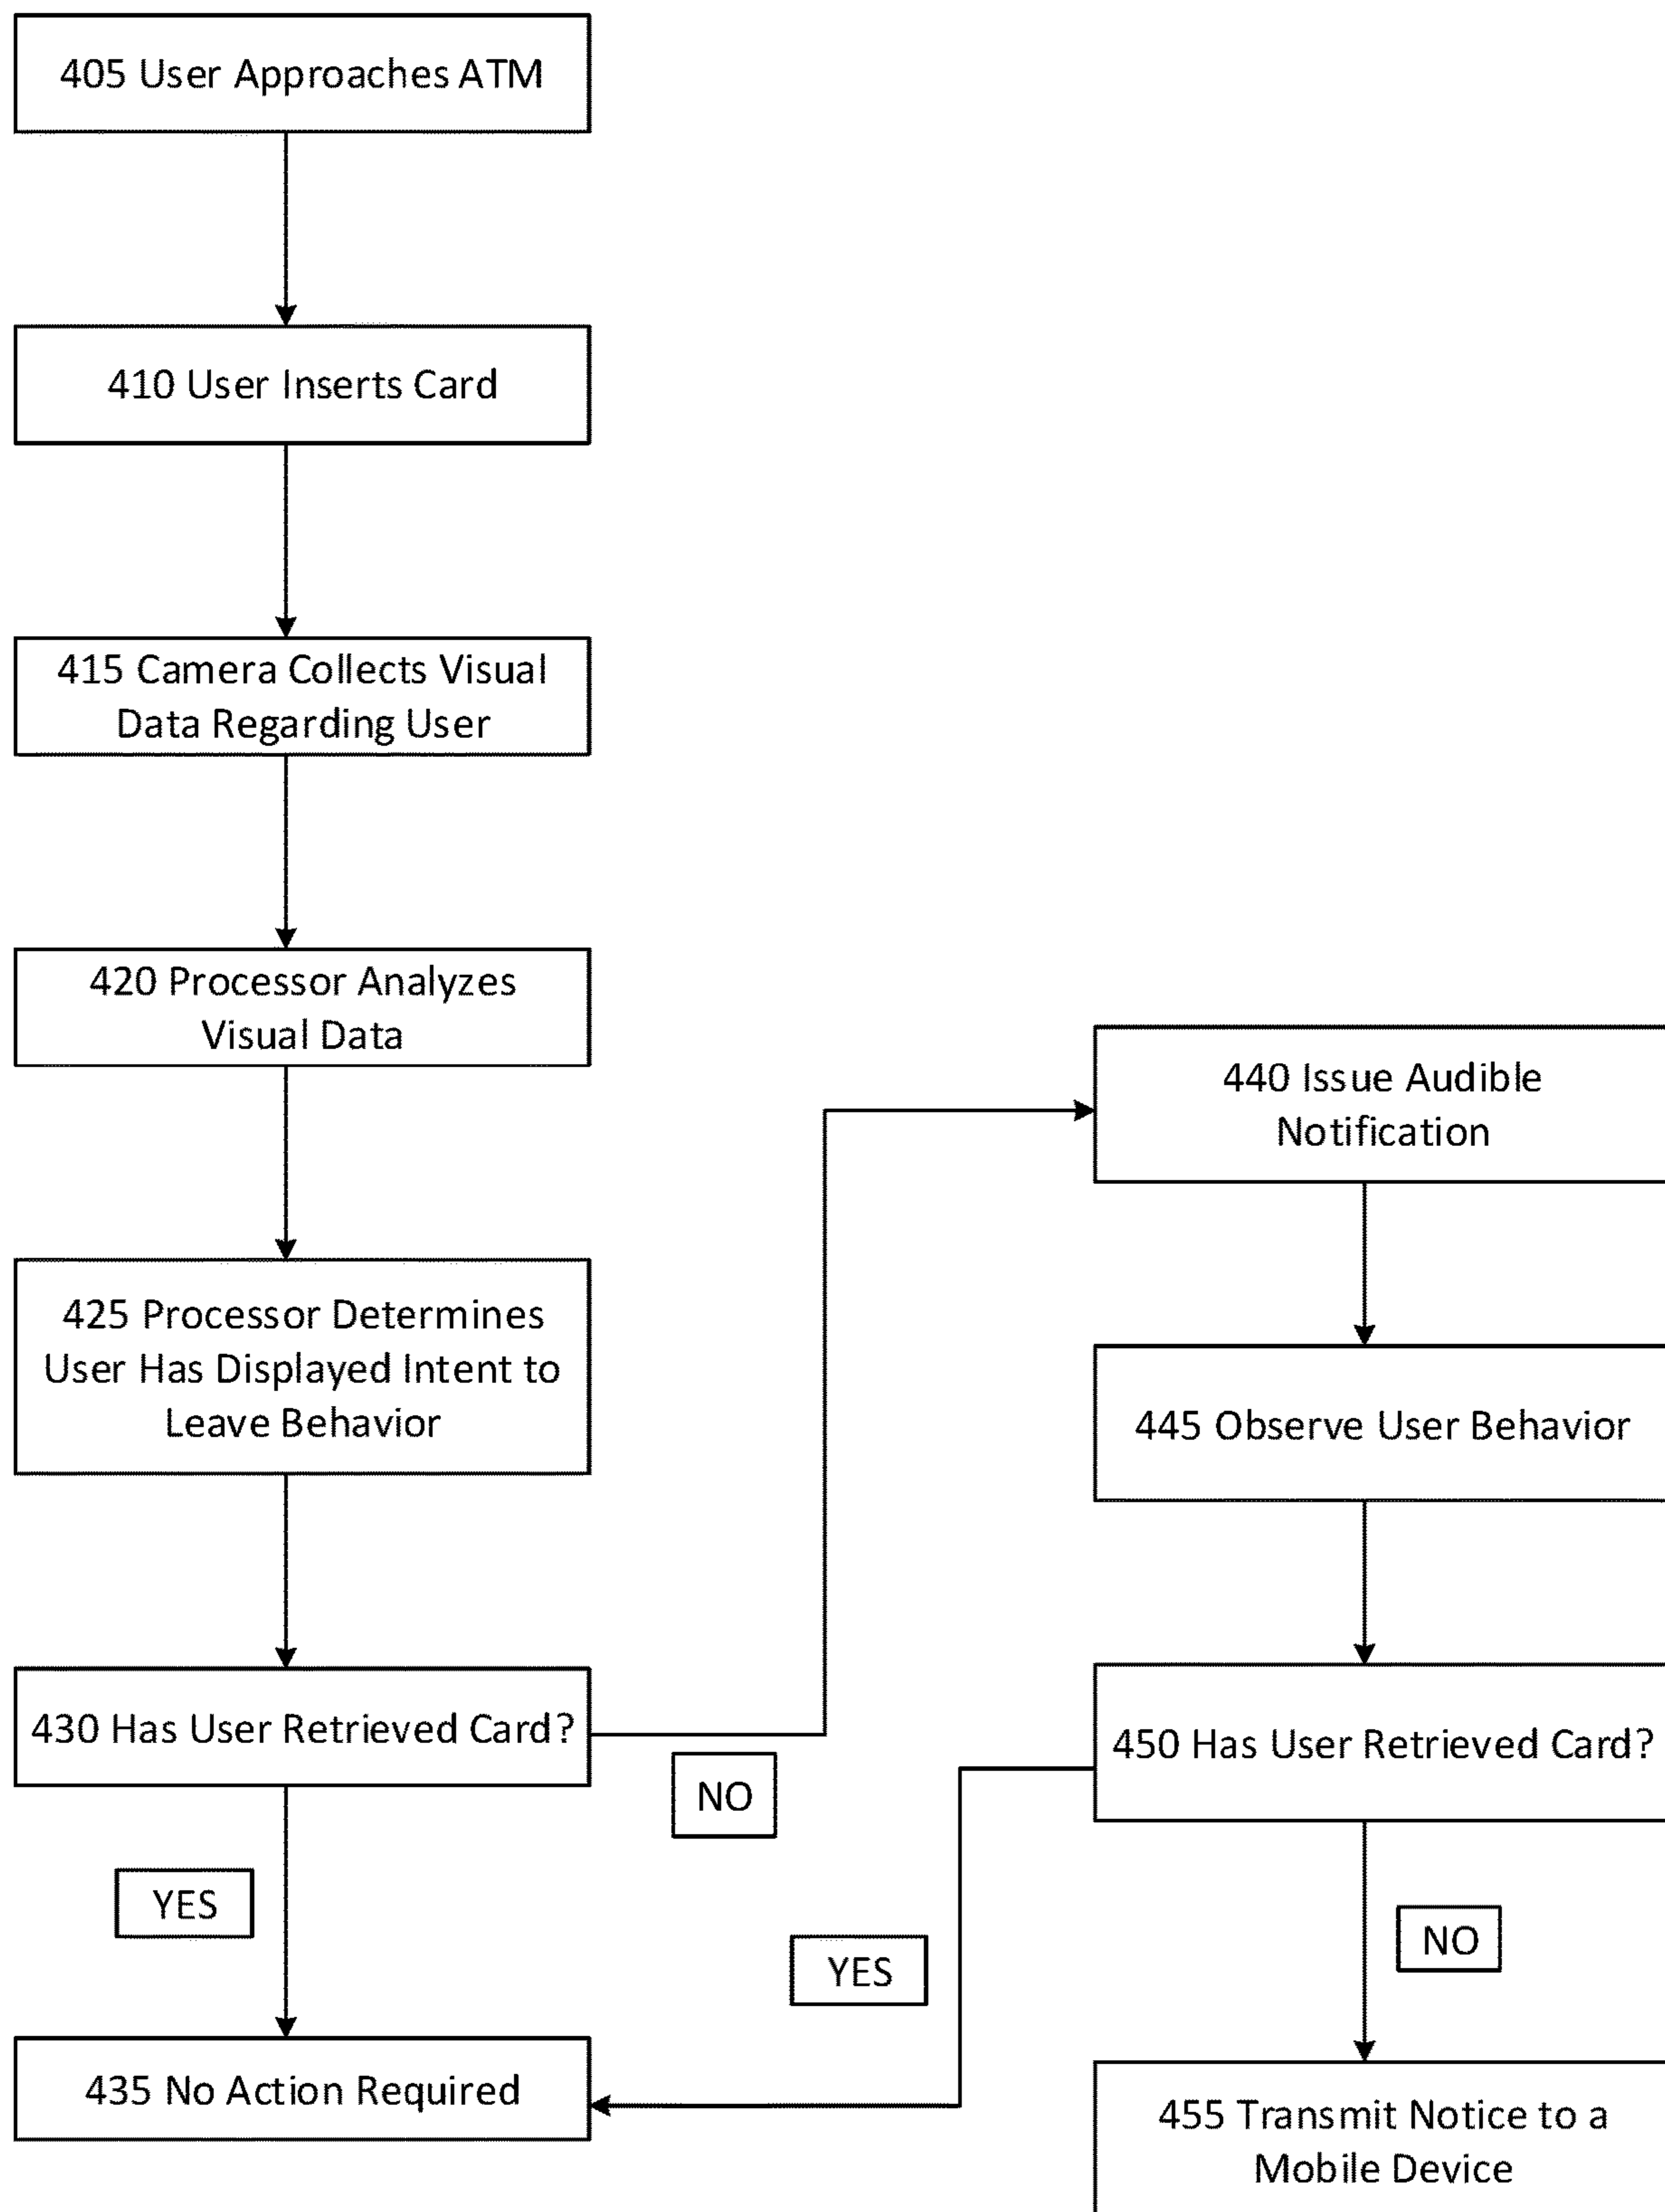 405 User Approaches ATM
410 User Inserts Card
415 Camera Collects Visual
Data Regarding User
420 Processor Analyzes
Visual Data
425 Processor Determines
User Has Displayed Intent to
Leave Behavior
430 Has User Retrieved Card?
NO
YES
435 No Action Required
440 Issue Audible
Notification
445 Observe User Behavior
450 Has User Retrieved Card?
YES
NO
455 Transmit Notice to a
Mobile Device